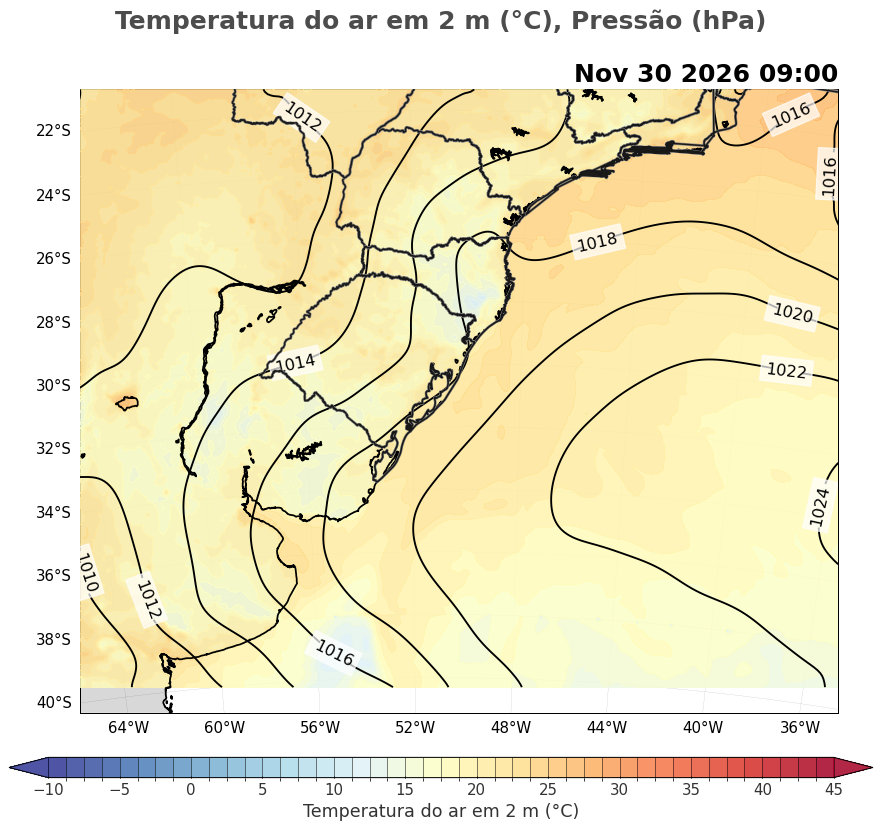 Temperatura do ar em 2 m (°C), Pressão (hPa)
Nov 30 2026 09:00
1012
1016
1016
1018
1020
1022
1014
1024
1010
1012
1016
22°S
24°S
26°S
28°S
30°S
32°S
34°S
36°S
38°S
40°S
64°W 60°W 56°W 52°W 48°W 44°W 40°W 36°W
−10 −5 0 5 10 15 20 25 30 35 40 45
Temperatura do ar em 2 m (°C)